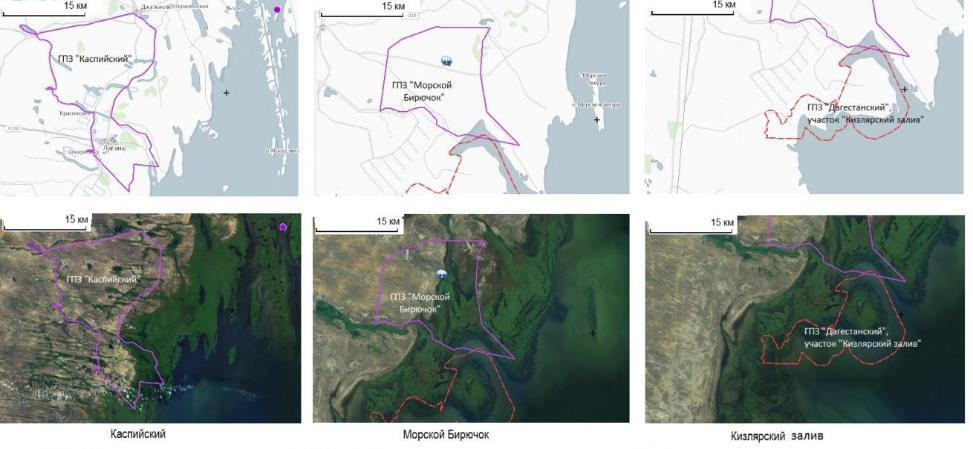 15 км
ГПЗ "Каспийский"
Лагань
15 км
ГПЗ "Морской
Бирючок"
15 км
ГПЗ "Дагестанский",
участок "Кизлярский залив"
15 км
ГПЗ "Каспийский"
15 км
ГПЗ "Морской
Бирючок"
15 км
ГПЗ "Дагестанский",
участок "Кизлярский залив"
Каспийский
Морской Бирючок
Кизлярский залив